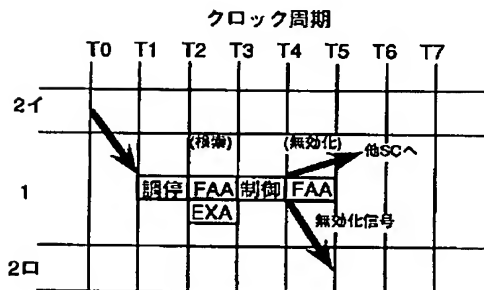 クロック周期
T0 T1 T2 T3 T4 T5 T6 T7
2イ
(検索) (無効化) 他SCへ
1 調停 FAA 制御 FAA
EXA
無効化信号
2ロ